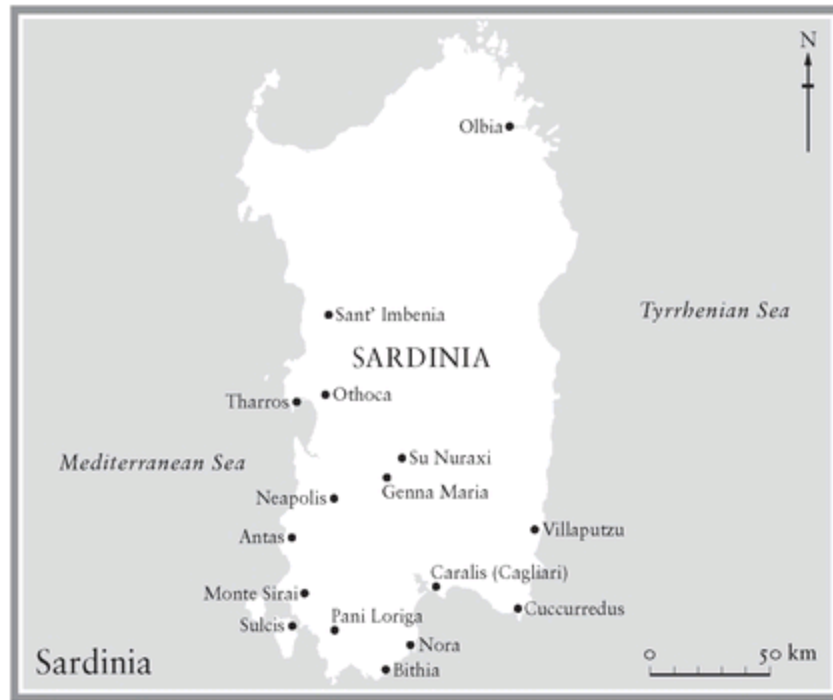 N
Olbia
Tyrrhenian Sea
Sant' Imbenia
SARDINIA
Othoca
Tharros
Su Nuraxi
Mediterranean Sea
Genna Maria
Neapolis
Villaputzu
Antas
Caralis (Cagliari)
Monte Sirai
Cuccurredus
Pani Loriga
Sulcis
Nora
0 50 km
Sardinia
Bithia